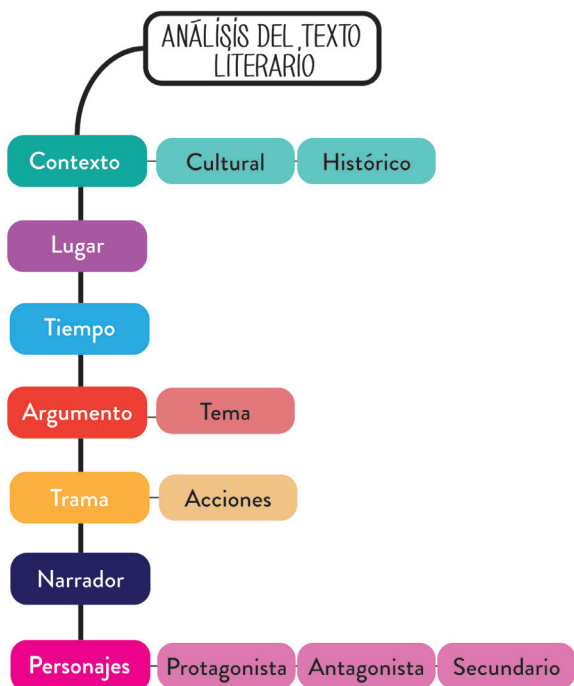 ANÁLISIS DEL TEXTO
LITERARIO
Contexto Cultural Histórico
Lugar
Tiempo
Argumento Tema
Trama Acciones
Narrador
Personajes Protagonista Antagonista Secundario